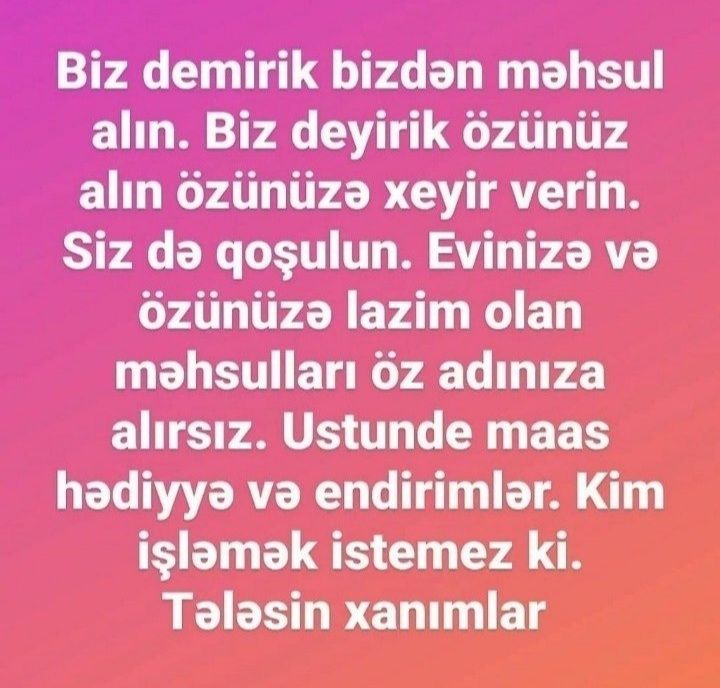 Biz demirik bizdən məhsul
alın. Biz deyirik özünüz
alın özünüzə xeyir verin.
Siz də qoşulun. Evinizə və
özünüzə lazim olan
məhsulları öz adınıza
alırsız. Ustunde maas
hədiyyə və endirimlər. Kim
işləmək istemez ki.
Tələsin xanımlar